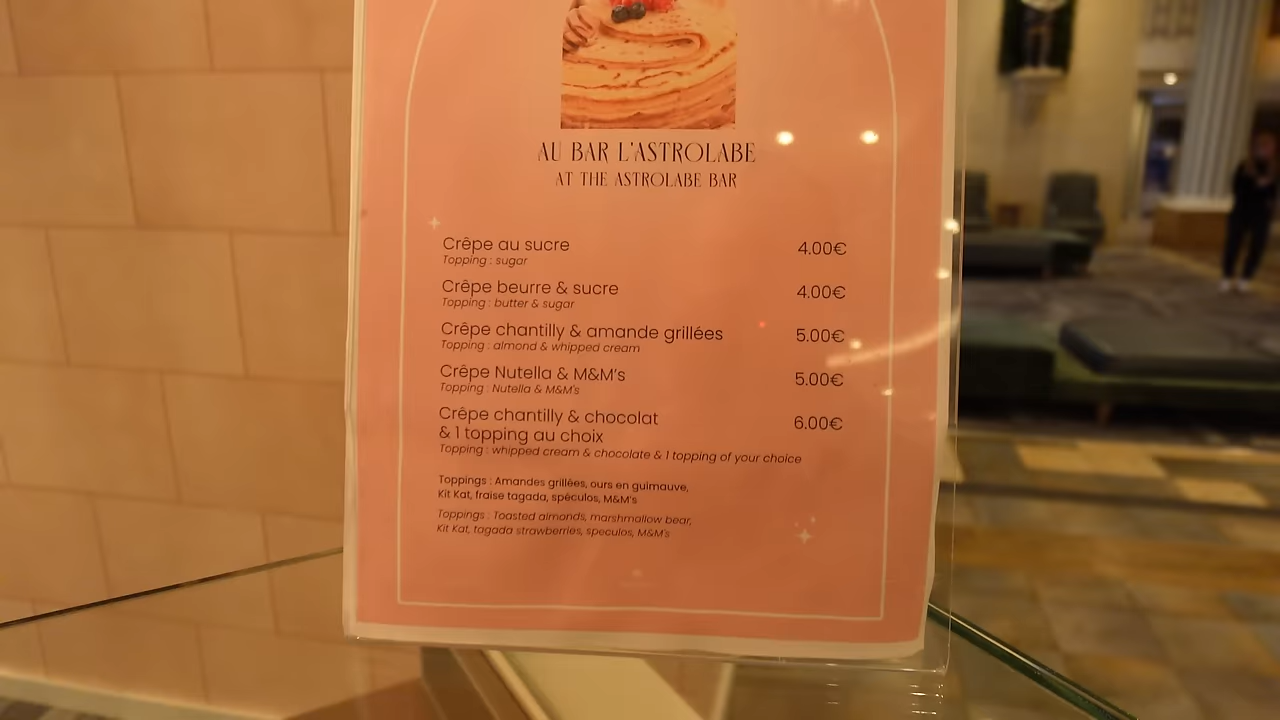 AU BAR L'ASTROLABE
AT THE ASTROLABE BAR
Crêpe au sucre 4.00€
Topping : sugar
Crêpe beurre & sucre 4.00€
Topping : butter & sugar
Crêpe chantilly & amande grillées 5.00€
Topping : almond & whipped cream
Crêpe Nutella & M&M's 5.00€
Topping : Nutella & M&M's
Crêpe chantilly & chocolat 6.00€
& 1 topping au choix
Topping : whipped cream & chocolate & 1 topping of your choice
Toppings : Amandes grillées, ours en guimauve,
Kit Kat, fraise tagada, spéculos, M&M's
Toppings : Toasted almonds, marshmallow bear,
Kit Kat, tagada strawberries, speculos, M&M's